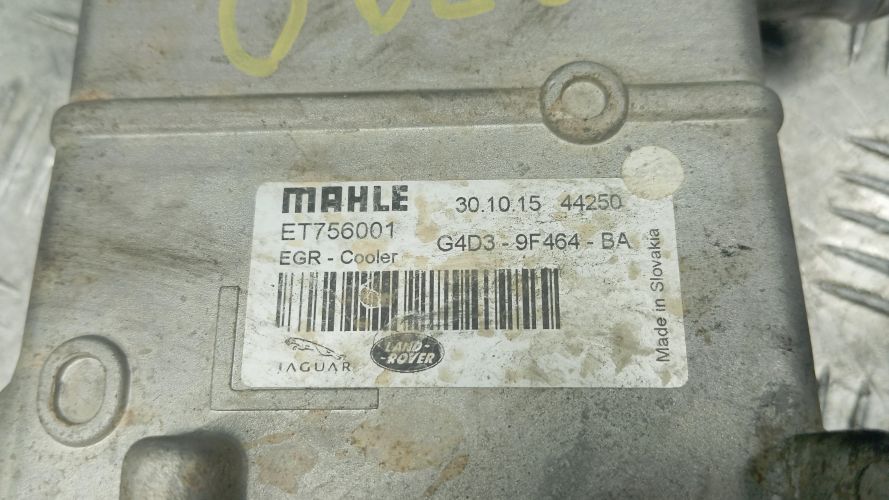 MAHLE 30.10.15 44250
ET756001 G4D3 - 9F464 - BA
EGR - Cooler
Made in Slovakia
JAGUAR LAND-
-ROVER